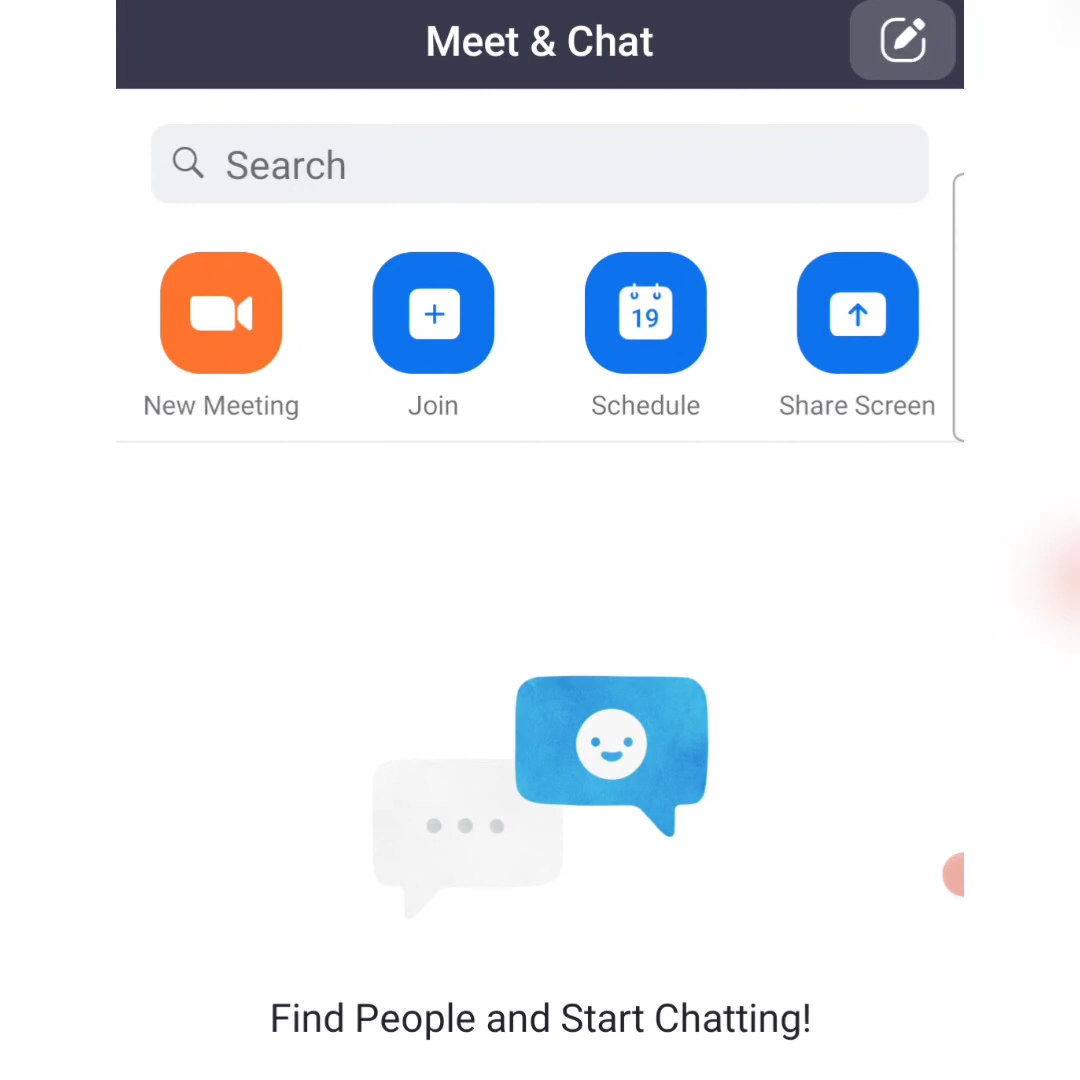 Meet & Chat
Search
19
New Meeting
Join
Schedule
Share Screen
Find People and Start Chatting!